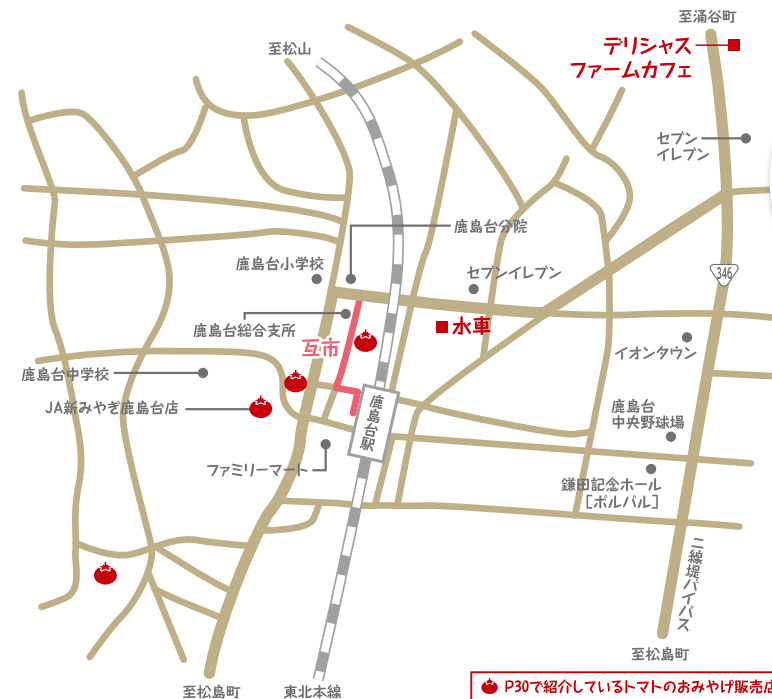 至涌谷町
至松山
デリシャス
ファームカフェ
セブン
イレブン
鹿島台分院
鹿島台小学校
セブンイレブン
346
鹿島台総合支所
水車
互市
イオンタウン
鹿島台中学校
JA新みやぎ鹿島台店
鹿島台駅
鹿島台
中央野球場
ファミリーマート
鎌田記念ホール
[ポルパル]
二線堤バイパス
至松島町
至松島町
東北本線
P30で紹介しているトマトのおみやげ販売店